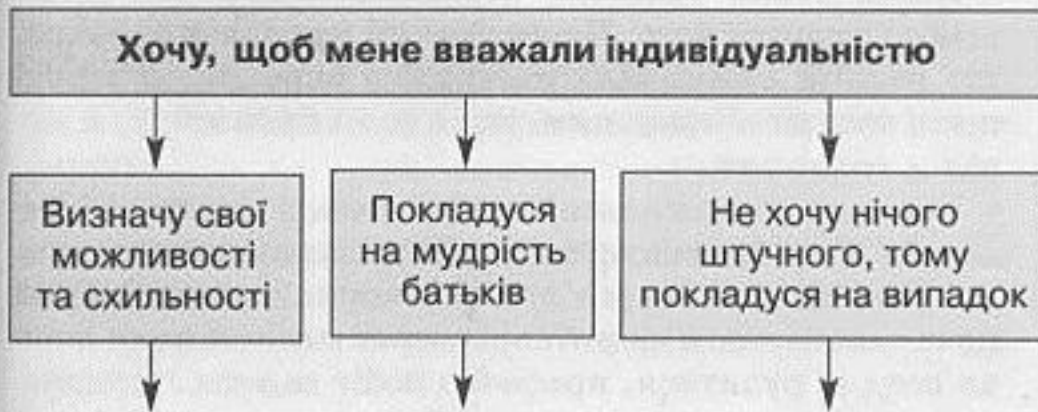 Хочу, щоб мене вважали індивідуальністю
Визначу свої
можливості
та схильності
Покладуся
на мудрість
батьків
Не хочу нічого
штучного, тому
покладуся на випадок